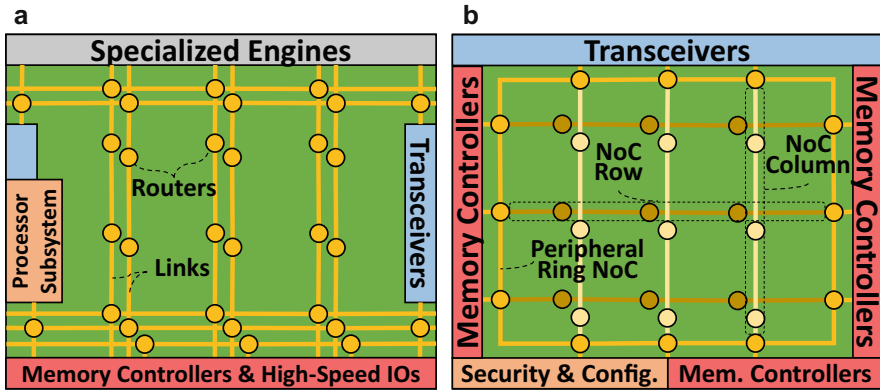 a
Specialized Engines
Routers
Links
Processor
Subsystem
Transceivers
Memory Controllers & High-Speed IOs
b
Transceivers
Memory Controllers
NoC
Row
NoC
Column
Peripheral
Ring NoC
Memory Controllers
Security & Config.
Mem. Controllers